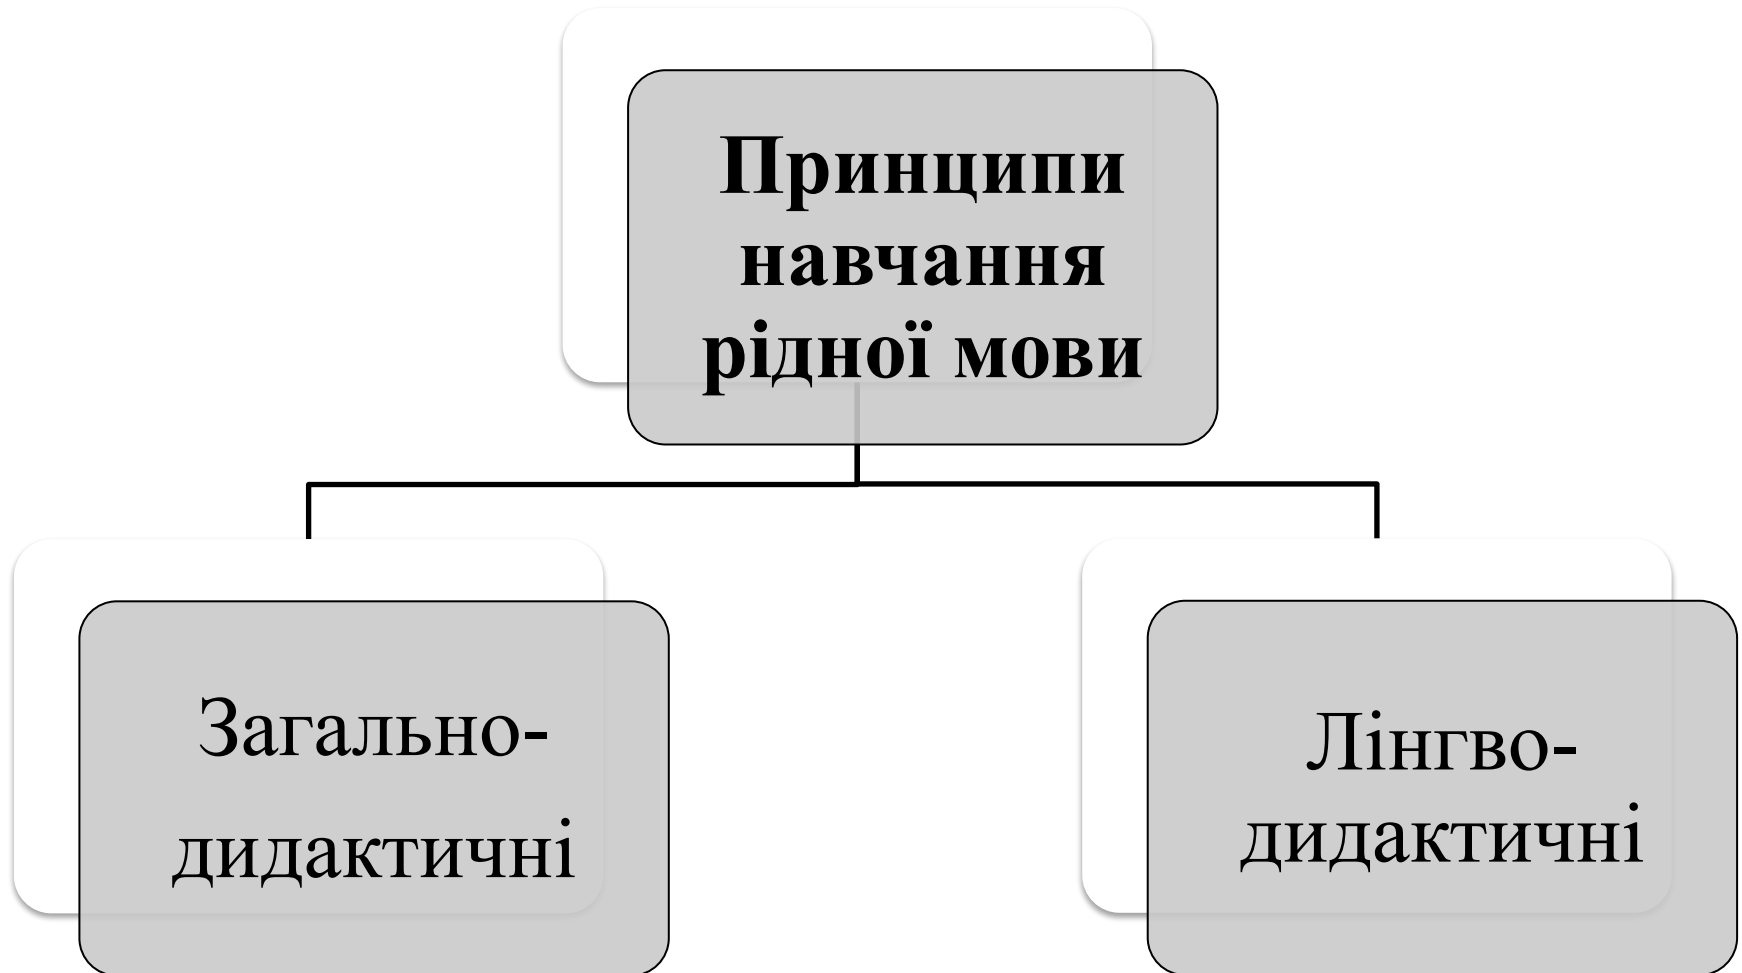 Принципи
навчання
рідної мови
Загально-
дидактичні
Лінгво-
дидактичні